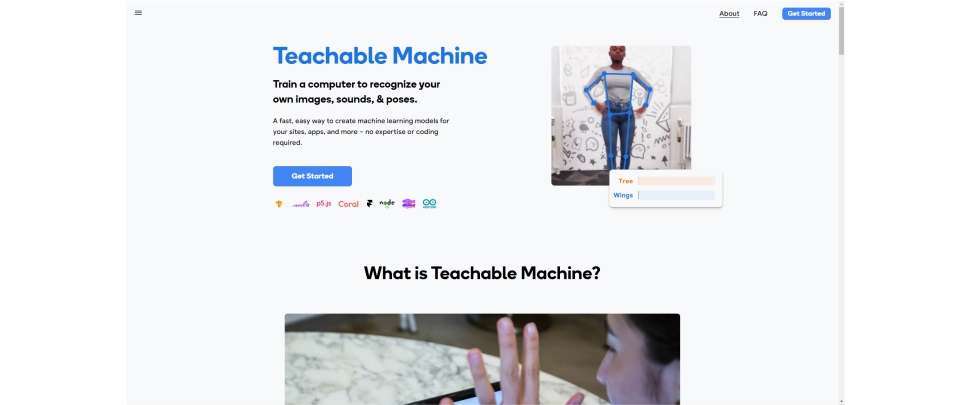 About
FAQ
Get Started
Teachable Machine
Train a computer to recognize your
own images, sounds, & poses.
A fast, easy way to create machine learning models for
your sites, apps, and more – no expertise or coding
required.
Get Started
p5.js
Coral
node
Tree
Wings
What is Teachable Machine?